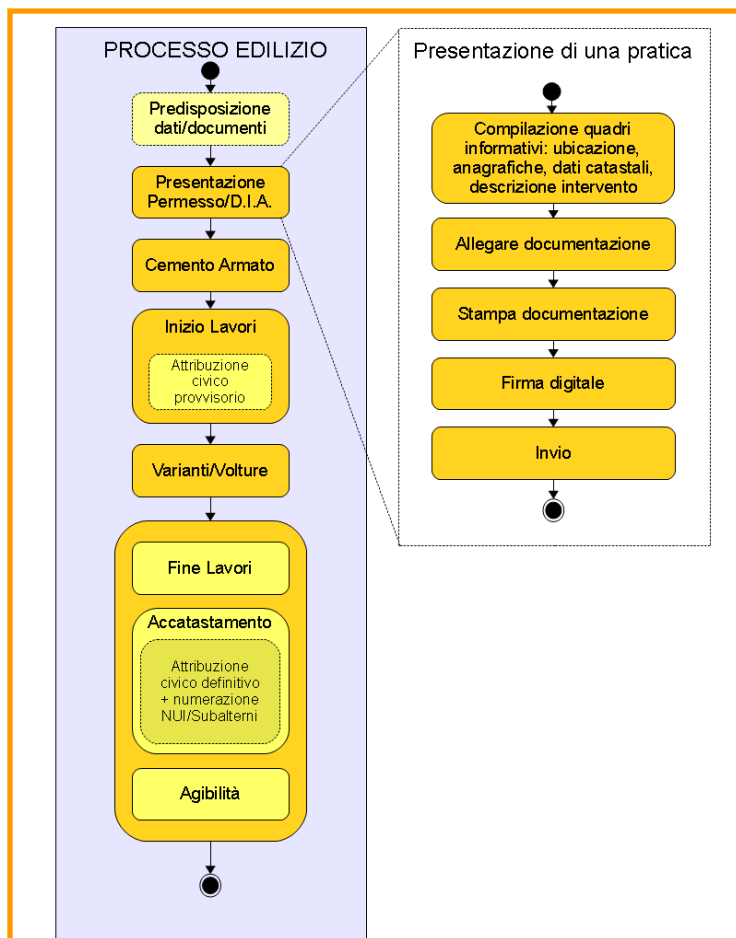 PROCESSO EDILIZIO
Predisposizione
dati/documenti
Presentazione
Permesso/D.I.A.
Cemento Armato
Inizio Lavori
Attribuzione
civico
provvisorio
Varianti/Volture
Fine Lavori
Accatastamento
Attribuzione
civico definitivo
+ numerazione
NUI/Subalterni
Agibilità
Presentazione di una pratica
Compilazione quadri
informativi: ubicazione,
anagrafiche, dati catastali,
descrizione intervento
Allegare documentazione
Stampa documentazione
Firma digitale
Invio